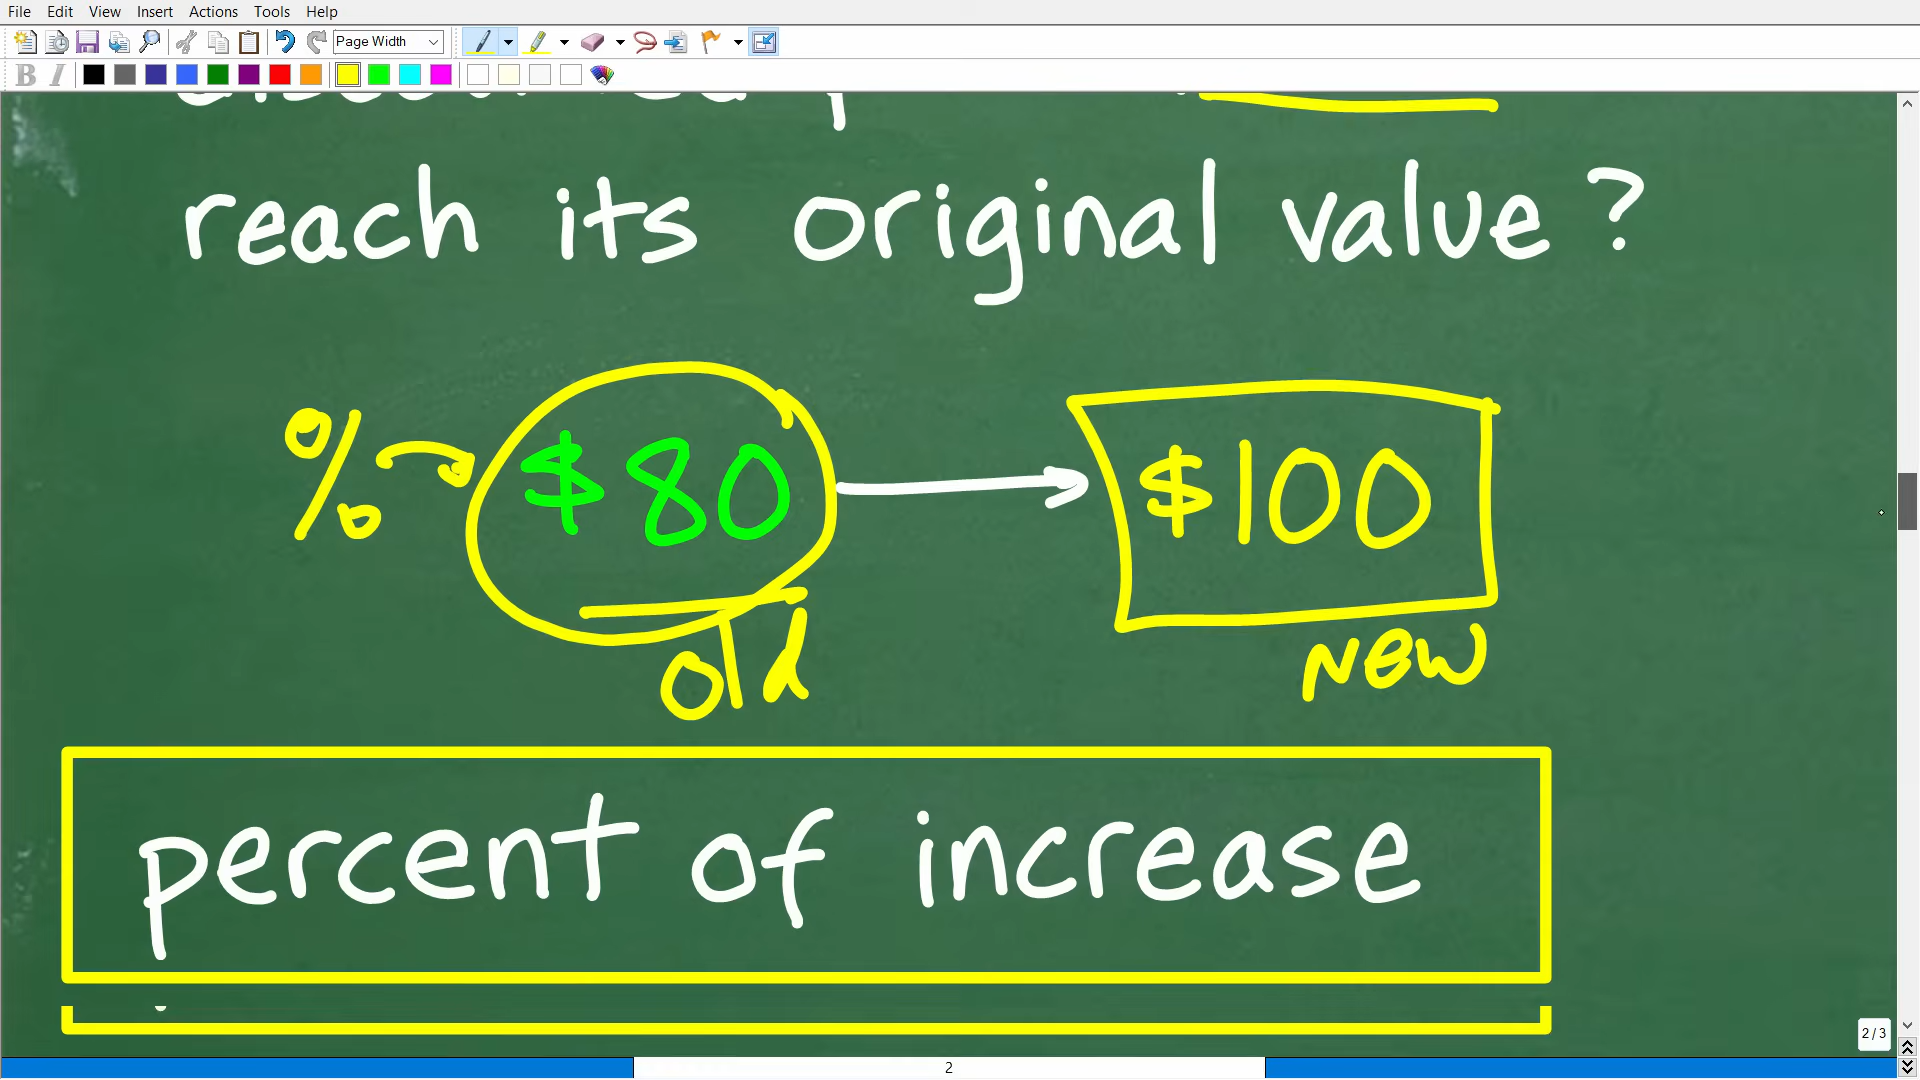 File Edit View Insert Actions Tools Help
Page Width
B I
reach its original value?
% $80 $100
old NEW
percent of increase
2/3
2